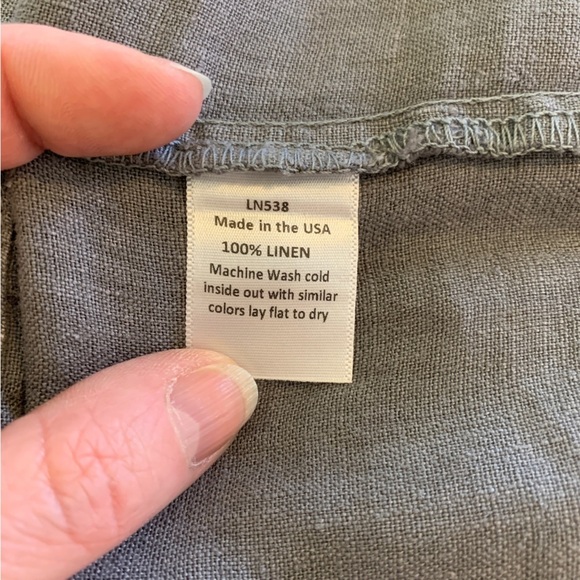 LN538
Made in the USA
100% LINEN
Machine Wash cold
inside out with similar
colors lay flat to dry